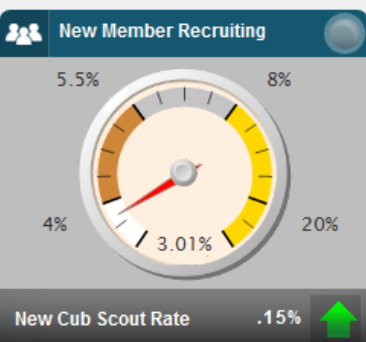 New Member Recruiting
5.5%
8%
4%
20%
3.01%
New Cub Scout Rate .15%